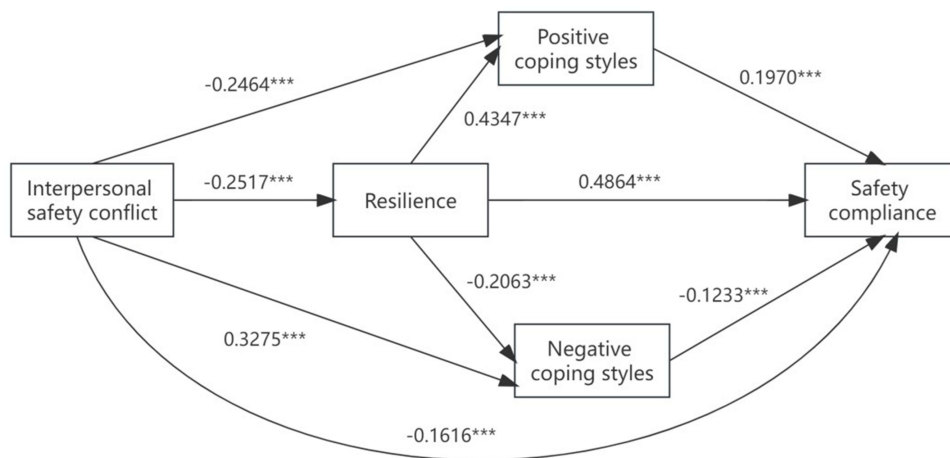 Positive
coping styles
-0.2464***
0.1970***
0.4347***
Interpersonal
safety conflict
-0.2517***
Resilience
0.4864***
Safety
compliance
-0.2063***
-0.1233***
0.3275***
Negative
coping styles
-0.1616***